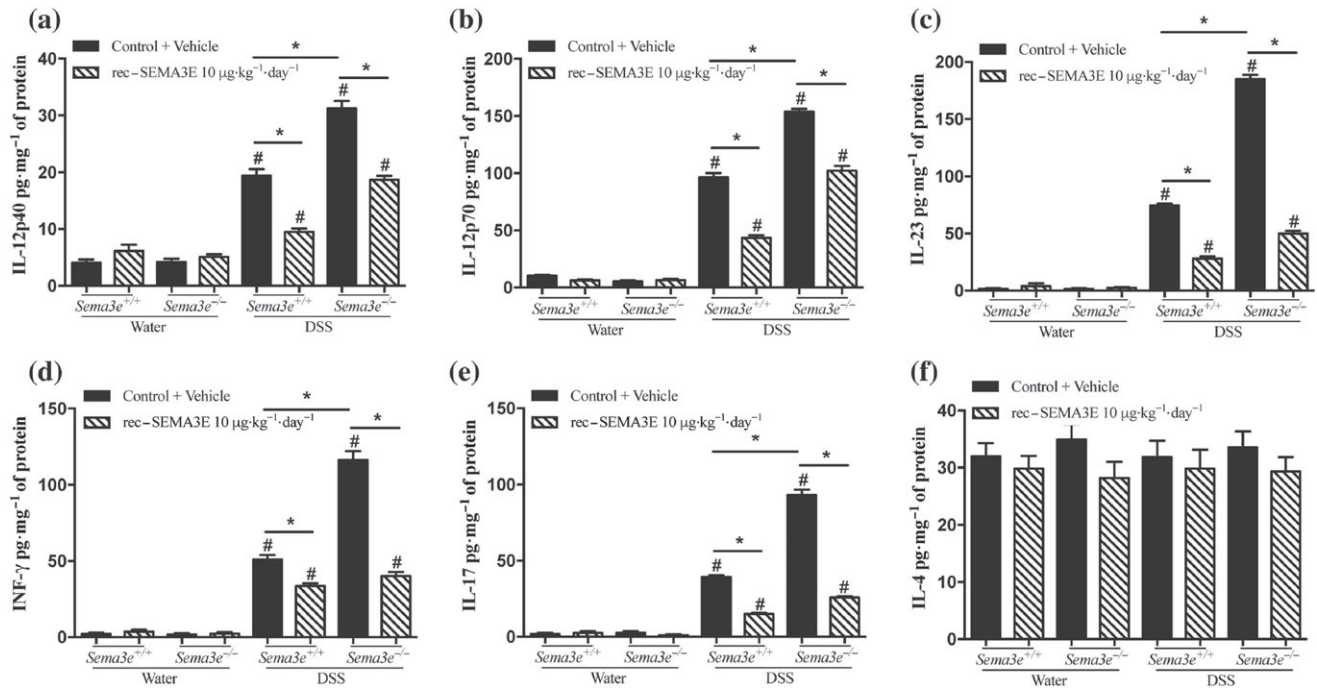 (a)
Control + Vehicle
rec-SEMA3E 10 µg·kg⁻¹·day⁻¹
IL-12p40 pg·mg⁻¹ of protein
40
30
20
10
0
# * # * # * #
Sema3e⁺/⁺ Sema3e⁻/⁻ Sema3e⁺/⁺ Sema3e⁻/⁻
Water DSS
(b)
Control + Vehicle
rec-SEMA3E 10 µg·kg⁻¹·day⁻¹
IL-12p70 pg·mg⁻¹ of protein
200
150
100
50
0
# * # * # * #
Sema3e⁺/⁺ Sema3e⁻/⁻ Sema3e⁺/⁺ Sema3e⁻/⁻
Water DSS
(c)
Control + Vehicle
rec-SEMA3E 10 µg·kg⁻¹·day⁻¹
IL-23 pg·mg⁻¹ of protein
200
150
100
50
0
# * # * # * #
Sema3e⁺/⁺ Sema3e⁻/⁻ Sema3e⁺/⁺ Sema3e⁻/⁻
Water DSS
(d)
Control + Vehicle
rec-SEMA3E 10 µg·kg⁻¹·day⁻¹
INF-γ pg·mg⁻¹ of protein
150
100
50
0
# * # * # * #
Sema3e⁺/⁺ Sema3e⁻/⁻ Sema3e⁺/⁺ Sema3e⁻/⁻
Water DSS
(e)
Control + Vehicle
rec-SEMA3E 10 µg·kg⁻¹·day⁻¹
IL-17 pg·mg⁻¹ of protein
150
100
50
0
# * # * # * #
Sema3e⁺/⁺ Sema3e⁻/⁻ Sema3e⁺/⁺ Sema3e⁻/⁻
Water DSS
(f)
Control + Vehicle
rec-SEMA3E 10 µg·kg⁻¹·day⁻¹
IL-4 pg·mg⁻¹ of protein
40
30
20
10
0
Sema3e⁺/⁺ Sema3e⁻/⁻ Sema3e⁺/⁺ Sema3e⁻/⁻
Water DSS